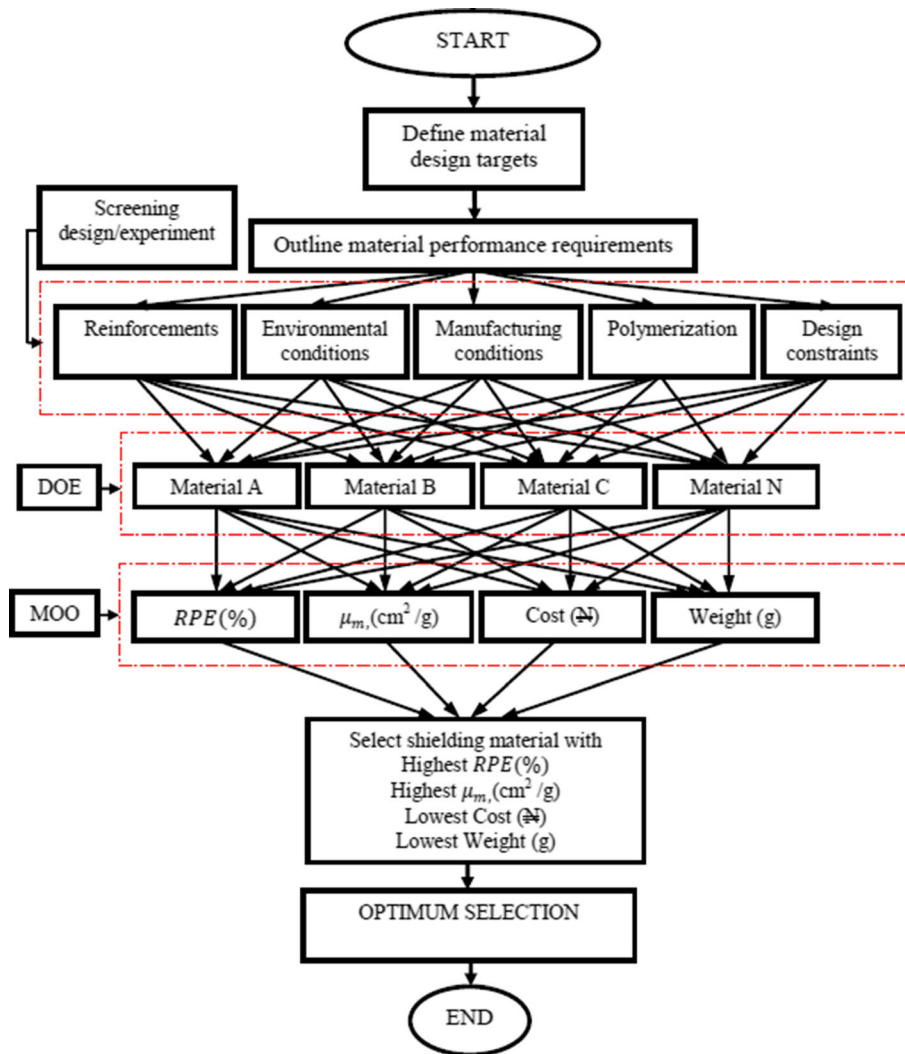 START
Define material
design targets
Screening
design/experiment
Outline material performance requirements
Reinforcements
Environmental
conditions
Manufacturing
conditions
Polymerization
Design
constraints
DOE
Material A
Material B
Material C
Material N
MOO
RPE(%)
μm,(cm² /g)
Cost (₦)
Weight (g)
Select shielding material with
Highest RPE(%)
Highest μm,(cm² /g)
Lowest Cost (₦)
Lowest Weight (g)
OPTIMUM SELECTION
END